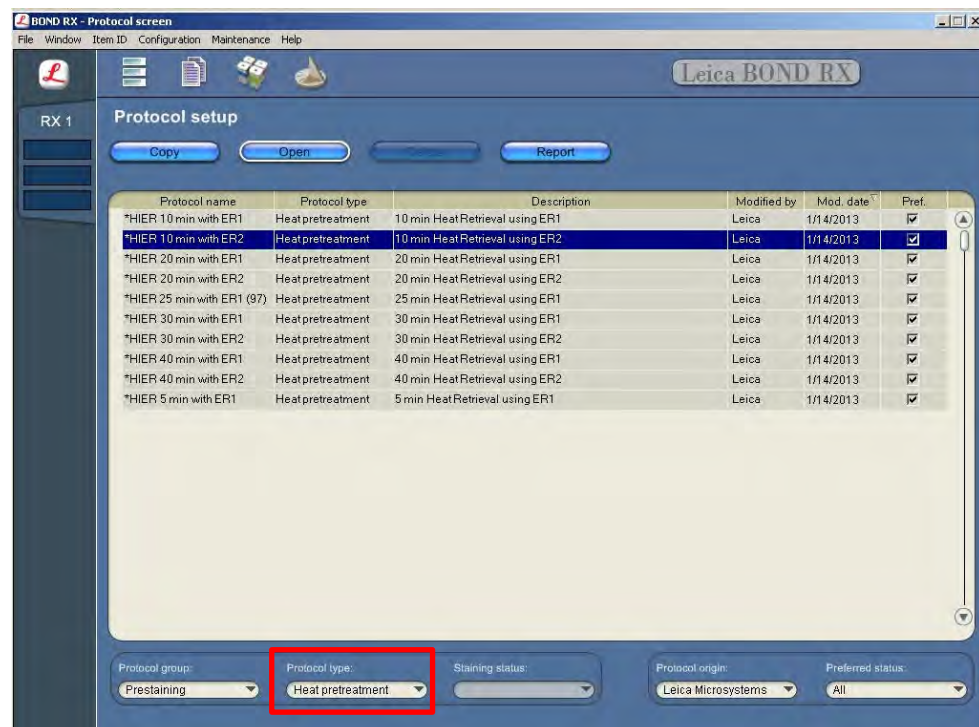 BOND RX - Protocol screen
File Window Item ID Configuration Maintenance Help
Leica BOND RX
RX 1
Protocol setup
Copy Open Report
Protocol name Protocol type Description Modified by Mod. date Pref.
*HIER 10 min with ER1 Heat pretreatment 10 min Heat Retrieval using ER1 Leica 1/14/2013
*HIER 10 min with ER2 Heat pretreatment 10 min Heat Retrieval using ER2 Leica 1/14/2013
*HIER 20 min with ER1 Heat pretreatment 20 min Heat Retrieval using ER1 Leica 1/14/2013
*HIER 20 min with ER2 Heat pretreatment 20 min Heat Retrieval using ER2 Leica 1/14/2013
*HIER 25 min with ER1 (97) Heat pretreatment 25 min Heat Retrieval using ER1 Leica 1/14/2013
*HIER 30 min with ER1 Heat pretreatment 30 min Heat Retrieval using ER1 Leica 1/14/2013
*HIER 30 min with ER2 Heat pretreatment 30 min Heat Retrieval using ER2 Leica 1/14/2013
*HIER 40 min with ER1 Heat pretreatment 40 min Heat Retrieval using ER1 Leica 1/14/2013
*HIER 40 min with ER2 Heat pretreatment 40 min Heat Retrieval using ER2 Leica 1/14/2013
*HIER 5 min with ER1 Heat pretreatment 5 min Heat Retrieval using ER1 Leica 1/14/2013
Protocol group: Protocol type: Staining status: Protocol origin: Preferred status:
Prestaining Heat pretreatment Leica Microsystems All